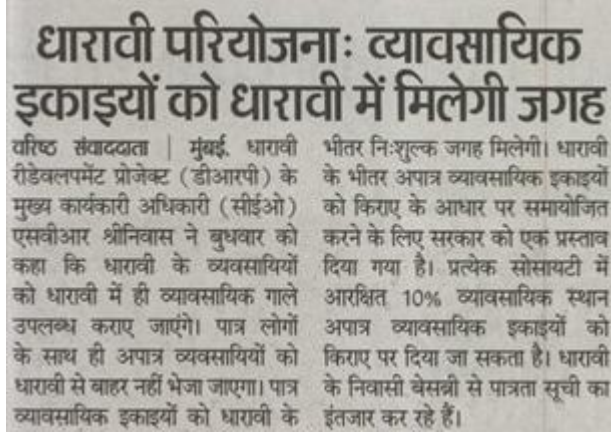 धारावी परियोजनाः व्यावसायिक
इकाइयों को धारावी में मिलेगी जगह
वरिष्ठ संवाददाता | मुंबई. धारावी
रीडेवलपमेंट प्रोजेक्ट (डीआरपी) के
मुख्य कार्यकारी अधिकारी (सीईओ)
एसवीआर श्रीनिवास ने बुधवार को
कहा कि धारावी के व्यवसायियों
को धारावी में ही व्यावसायिक गाले
उपलब्ध कराए जाएंगे। पात्र लोगों
के साथ ही अपात्र व्यवसायियों को
धारावी से बाहर नहीं भेजा जाएगा। पात्र
व्यावसायिक इकाइयों को धारावी के
भीतर निःशुल्क जगह मिलेगी। धारावी
के भीतर अपात्र व्यावसायिक इकाइयों
को किराए के आधार पर समायोजित
करने के लिए सरकार को एक प्रस्ताव
दिया गया है। प्रत्येक सोसायटी में
आरक्षित 10% व्यावसायिक स्थान
अपात्र व्यावसायिक इकाइयों को
किराए पर दिया जा सकता है। धारावी
के निवासी बेसब्री से पात्रता सूची का
इंतजार कर रहे हैं।